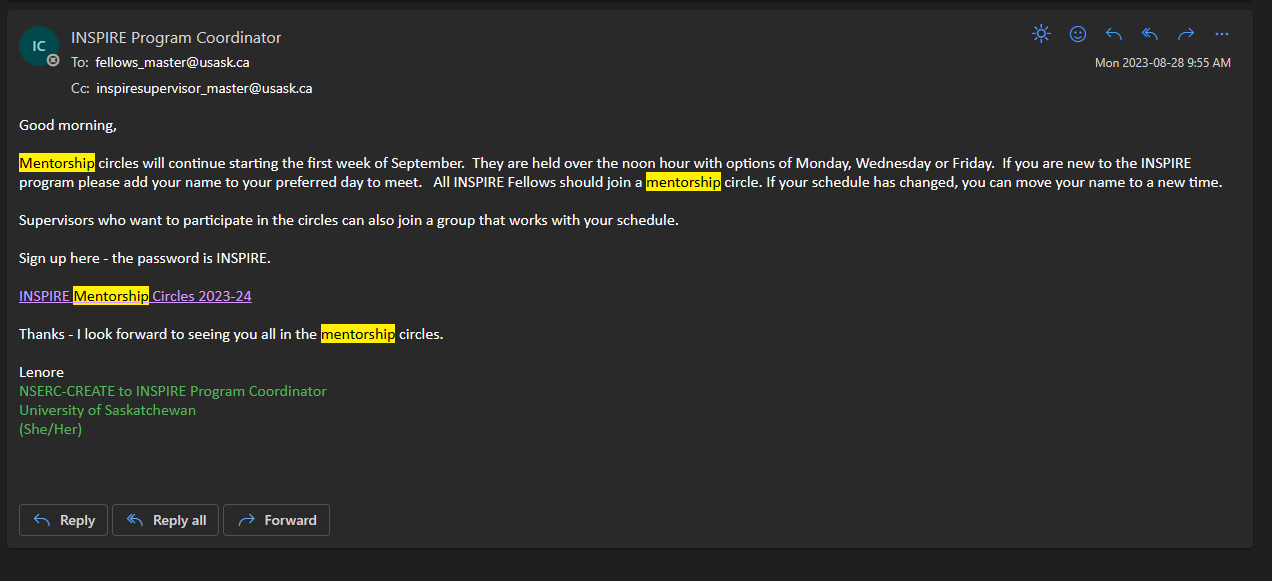 IC
INSPIRE Program Coordinator
To: fellows_master@usask.ca
Mon 2023-08-28 9:55 AM
Cc: inspiresupervisor_master@usask.ca
Good morning,
Mentorship circles will continue starting the first week of September.  They are held over the noon hour with options of Monday, Wednesday or Friday.  If you are new to the INSPIRE
program please add your name to your preferred day to meet.   All INSPIRE Fellows should join a mentorship circle. If your schedule has changed, you can move your name to a new time.
Supervisors who want to participate in the circles can also join a group that works with your schedule.
Sign up here - the password is INSPIRE.
INSPIRE Mentorship Circles 2023-24
Thanks - I look forward to seeing you all in the mentorship circles.
Lenore
NSERC-CREATE to INSPIRE Program Coordinator
University of Saskatchewan
(She/Her)
Reply
Reply all
Forward